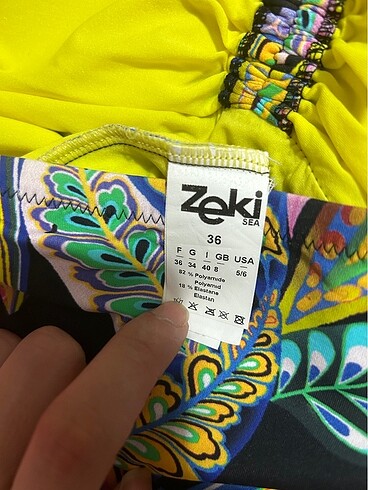 Zeki
SEA
36
F G I GB USA
36 34 40 8 5/6
82 % Polyamide
Polyamid
18 % Elastane
Elastan